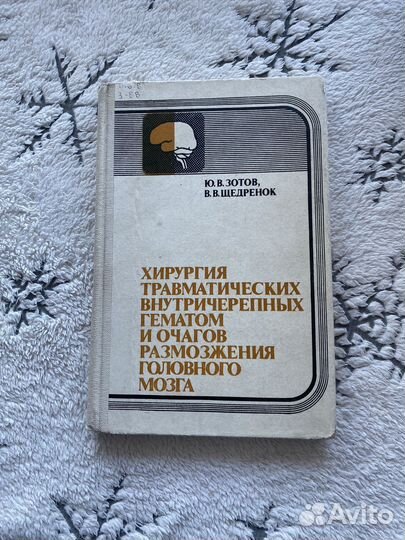 Ю.В.ЗОТОВ,
В.В.ЩЕДРЕНОК
ХИРУРГИЯ
ТРАВМАТИЧЕСКИХ
ВНУТРИЧЕРЕПНЫХ
ГЕМАТОМ
И ОЧАГОВ
РАЗМОЗЖЕНИЯ
ГОЛОВНОГО
МОЗГА
Avito